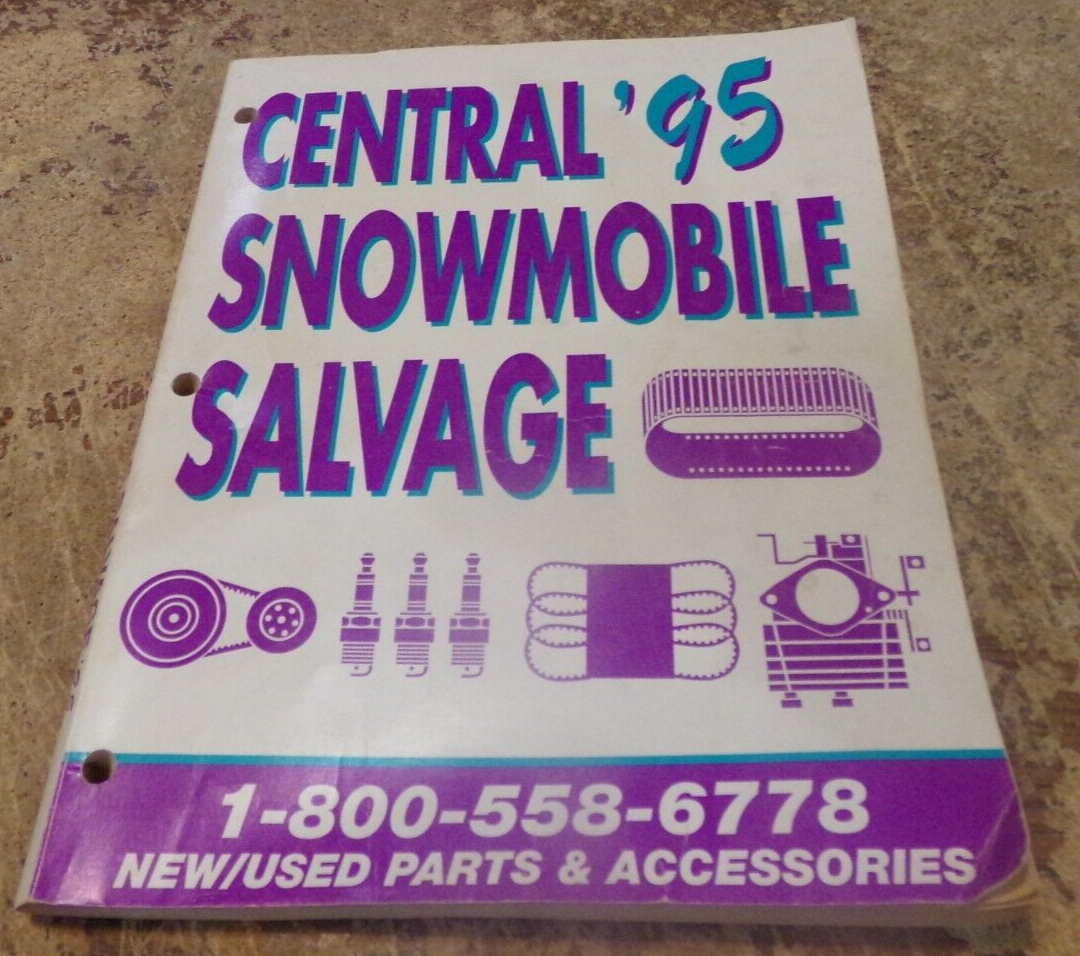 CENTRAL '95
SNOWMOBILE
SALVAGE
1-800-558-6778
NEW/USED PARTS & ACCESSORIES